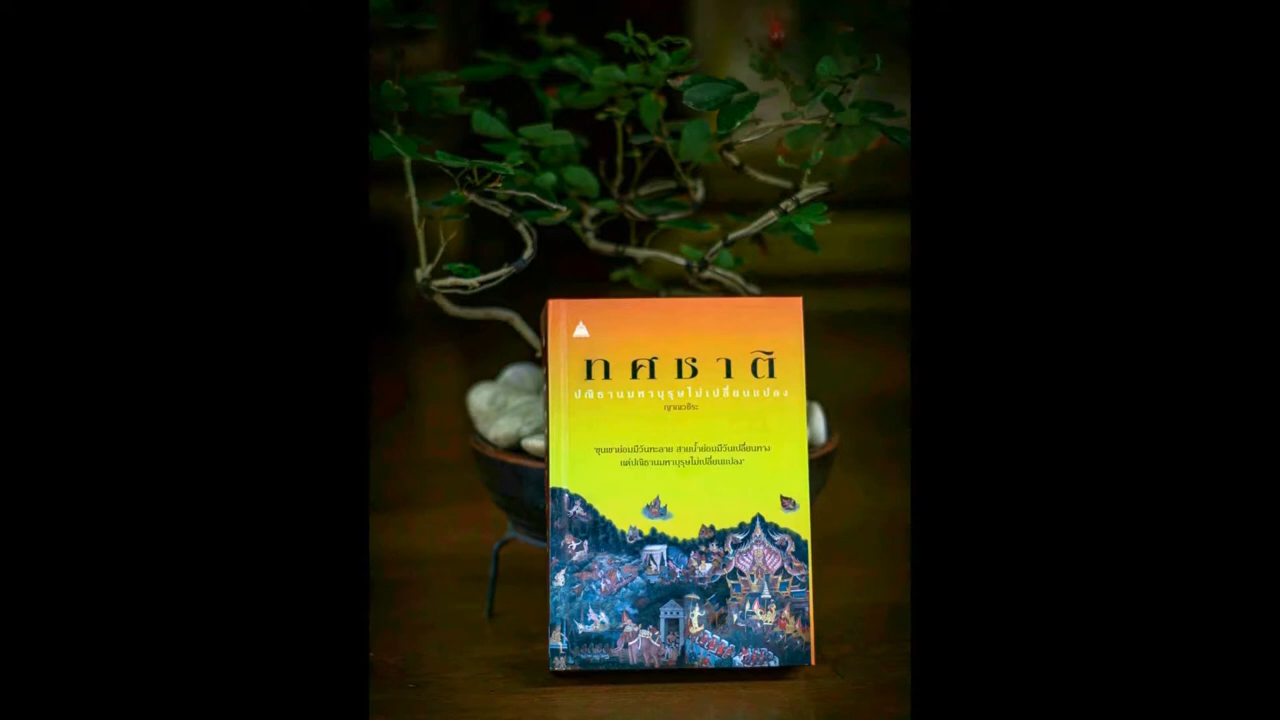 ทศชาติ
ปณิธานมหาบุรุษไม่เปลี่ยนแปลง
ญาณวชิระ
"ขุนเขาย่อมมีวันทะลาย สายน้ำย่อมมีวันเปลี่ยนทาง
แต่ปณิธานมหาบุรุษไม่เปลี่ยนแปลง"